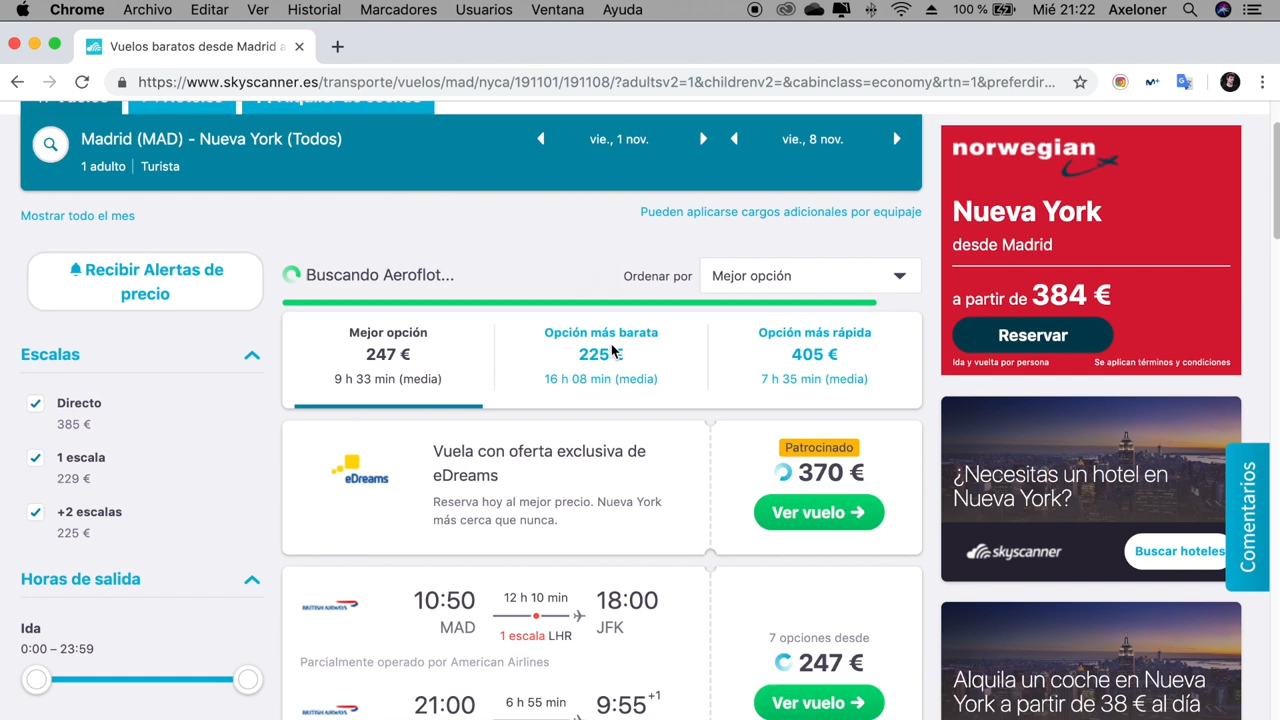 Chrome Archivo Editar Ver Historial Marcadores Usuarios Ventana Ayuda 100 % Mié 21:22 Axeloner
Vuelos baratos desde Madrid a
https://www.skyscanner.es/transporte/vuelos/mad/nyca/191101/191108/?adultsv2=1&childrenv2=&cabinclass=economy&rtn=1&preferdir...
Vuelos Hoteles Alquiler de coches
Madrid (MAD) - Nueva York (Todos)
1 adulto | Turista
vie., 1 nov.
vie., 8 nov.
Mostrar todo el mes
Pueden aplicarse cargos adicionales por equipaje
Recibir Alertas de
precio
Buscando Aeroflot...
Ordenar por
Mejor opción
Mejor opción
247 €
9 h 33 min (media)
Opción más barata
225 €
16 h 08 min (media)
Opción más rápida
405 €
7 h 35 min (media)
Escalas
Directo
385 €
1 escala
229 €
+2 escalas
225 €
Horas de salida
Ida
0:00 – 23:59
eDreams
Vuela con oferta exclusiva de
eDreams
Reserva hoy al mejor precio. Nueva York
más cerca que nunca.
Patrocinado
370 €
Ver vuelo
BRITISH AIRWAYS
10:50
MAD
12 h 10 min
1 escala LHR
18:00
JFK
Parcialmente operado por American Airlines
BRITISH AIRWAYS
21:00
6 h 55 min
9:55+1
7 opciones desde
247 €
Ver vuelo
norwegian
Nueva York
desde Madrid
a partir de 384 €
Reservar
Ida y vuelta por persona
Se aplican términos y condiciones
¿Necesitas un hotel en
Nueva York?
skyscanner
Buscar hoteles
Comentarios
Alquila un coche en Nueva
York a partir de 38 € al día